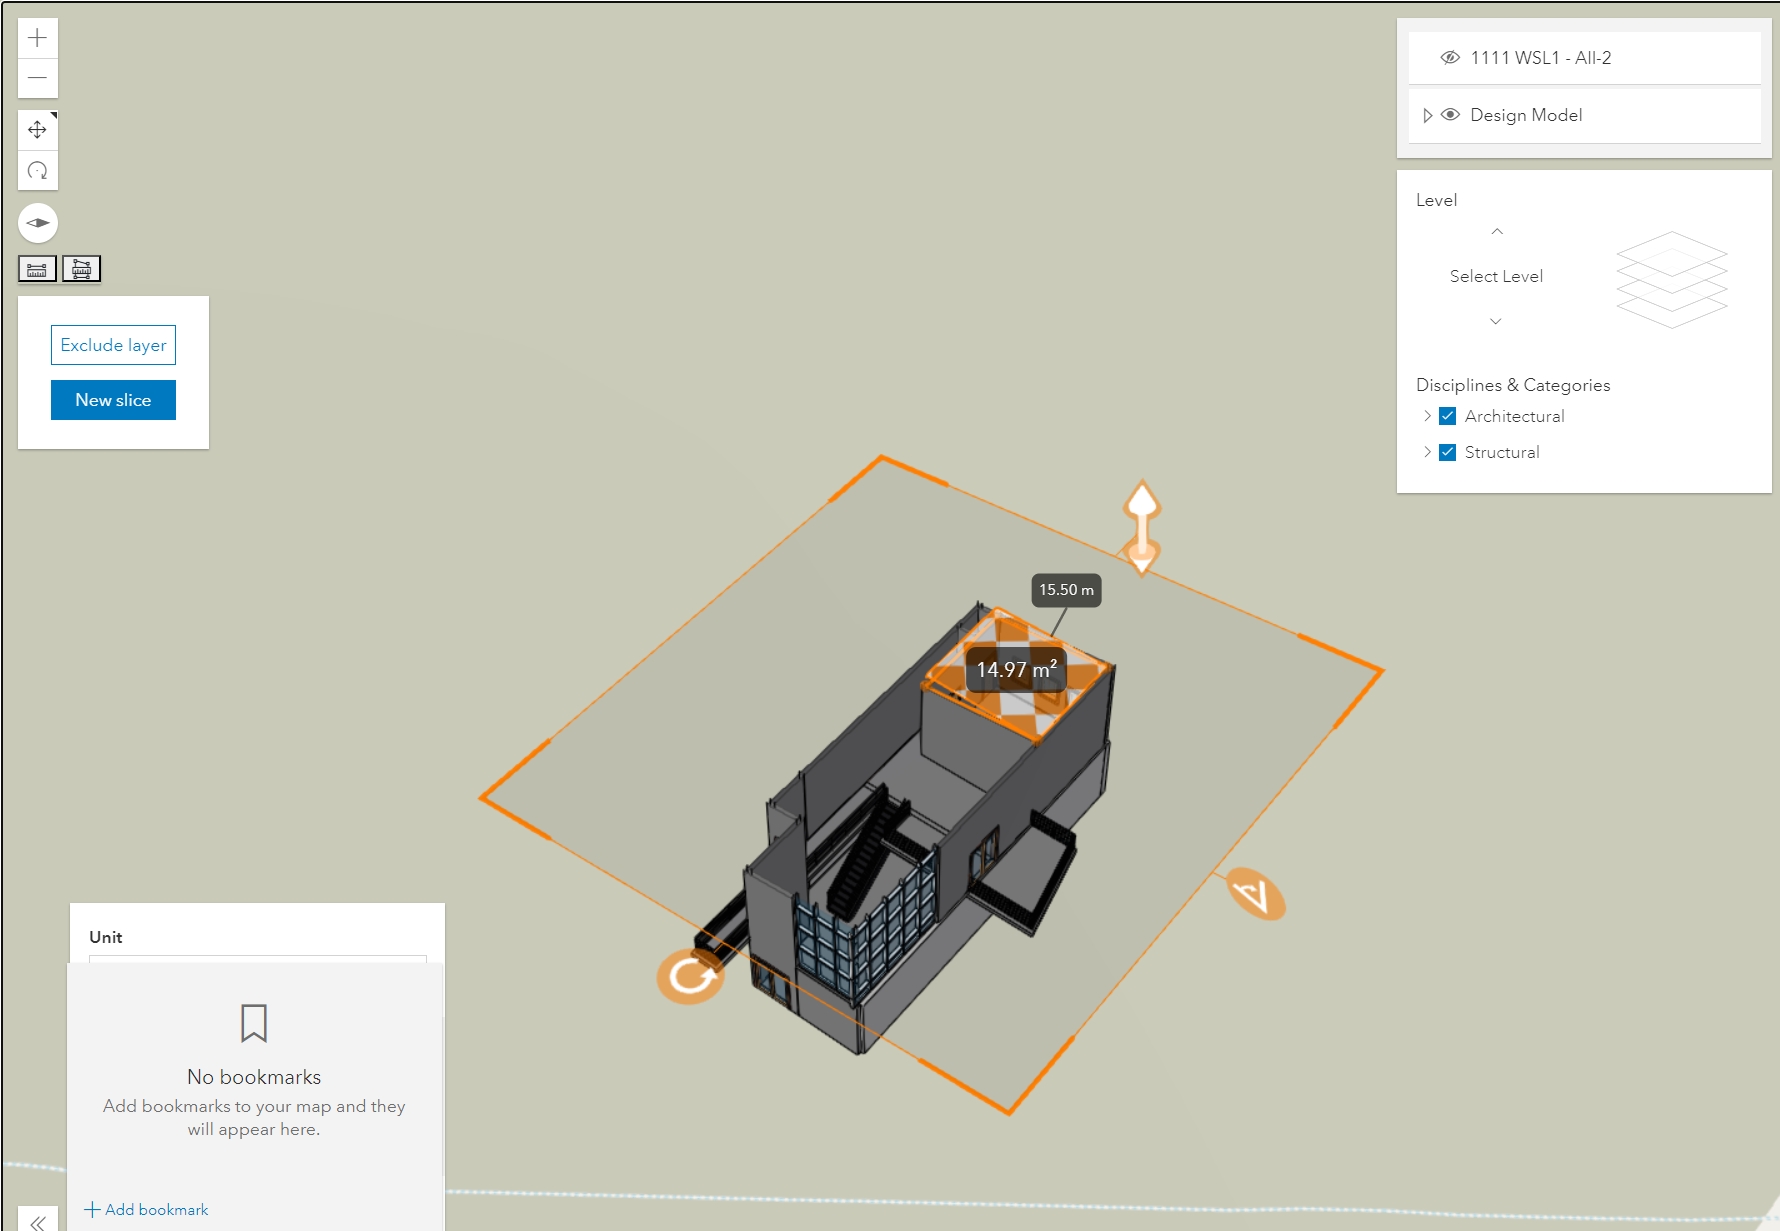 1111 WSL1 - All-2
Design Model
Level
Select Level
Disciplines & Categories
Architectural
Structural
Exclude layer
New slice
15.50 m
14.97 m²
Unit
No bookmarks
Add bookmarks to your map and they
will appear here.
Add bookmark